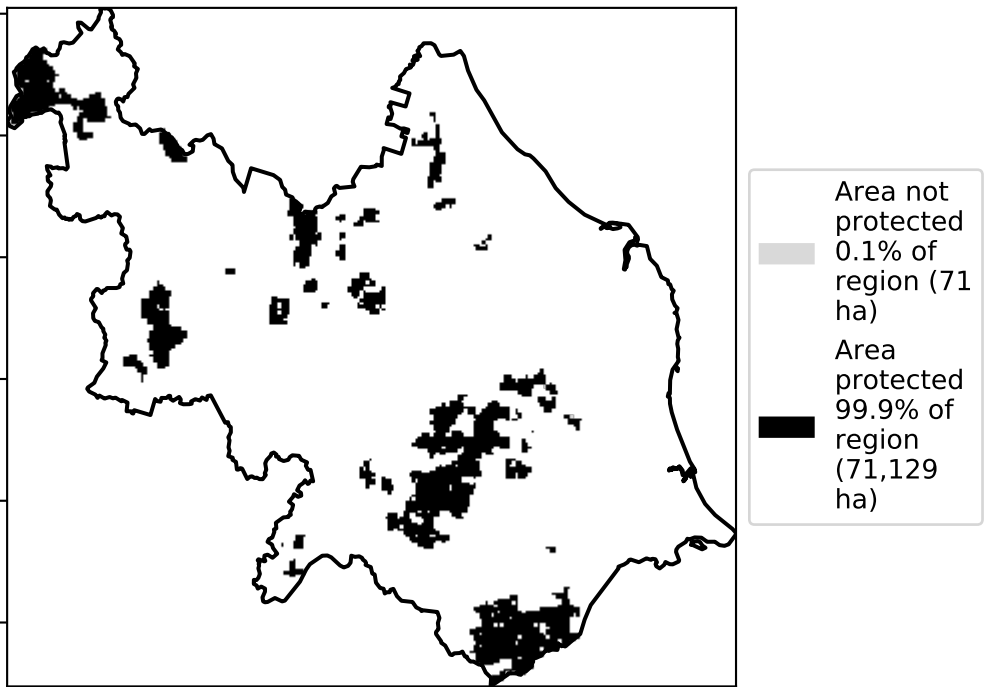 Area not
protected
0.1% of
region (71
ha)
Area
protected
99.9% of
region
(71,129
ha)